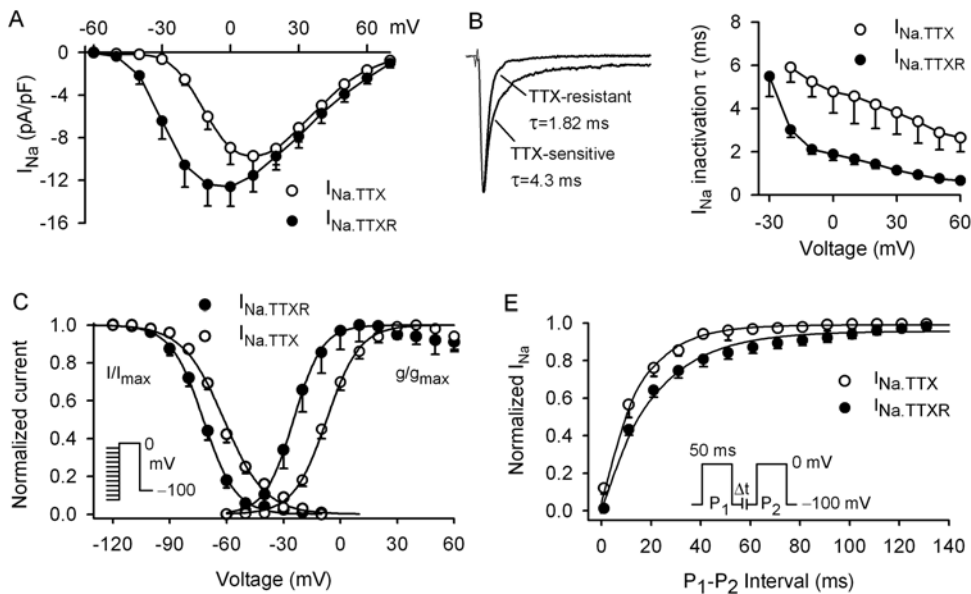 A
-60 -30 0 30 mV
0
-4
-8
-12
-16
I_Na (pA/pF)
I_Na.TTX
I_Na.TTXR
B
TTX-resistant
τ=1.82 ms
TTX-sensitive
τ=4.3 ms
8
6
4
2
0
I_Na inactivation τ (ms)
I_Na.TTX
I_Na.TTXR
-30 0 30 60
Voltage (mV)
C
I_Na.TTXR
I_Na.TTX
1.0
0.8
0.6
0.4
0.2
0.0
Normalized current
I/I_max
g/g_max
0
mV
−100
-120 -90 -60 -30 0 30 60
Voltage (mV)
E
1.0
0.8
0.6
0.4
0.2
0.0
Normalized I_Na
I_Na.TTX
I_Na.TTXR
50 ms
Δt
0 mV
P_1 P_2
−100 mV
0 20 40 60 80 100 120 140
P_1-P_2 Interval (ms)